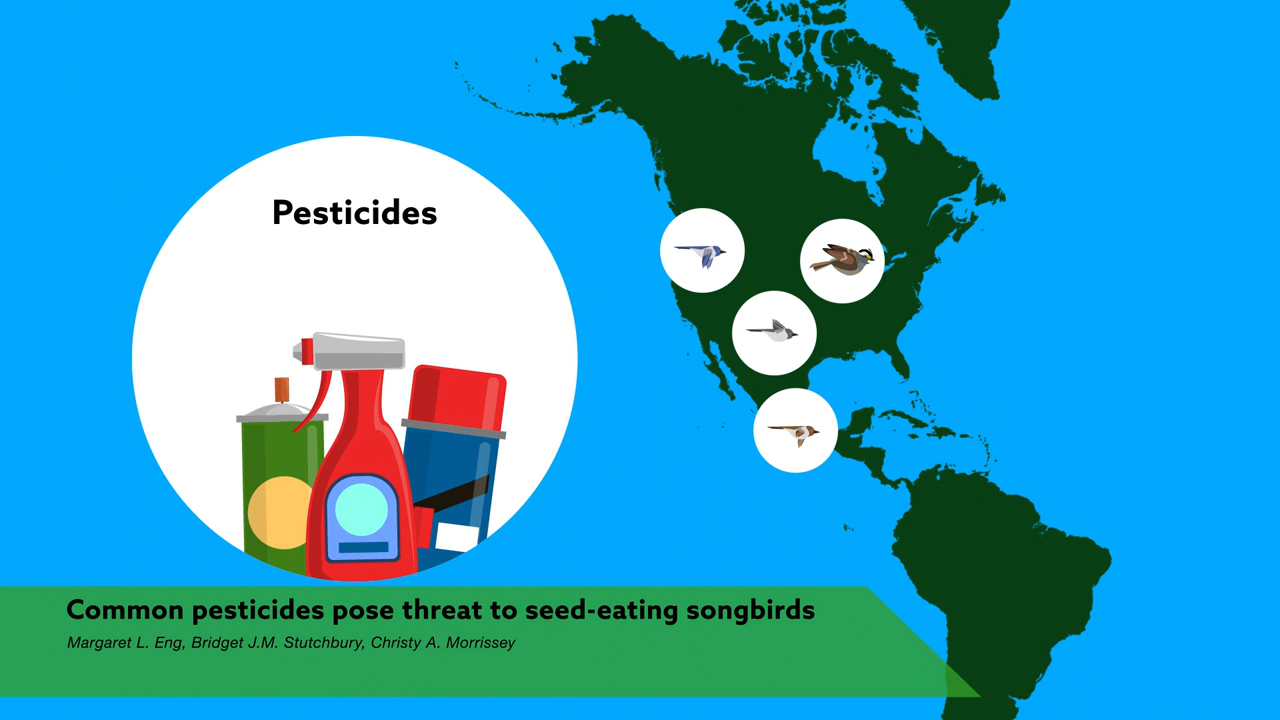 Pesticides
Common pesticides pose threat to seed-eating songbirds
Margaret L. Eng, Bridget J.M. Stutchbury, Christy A. Morrissey